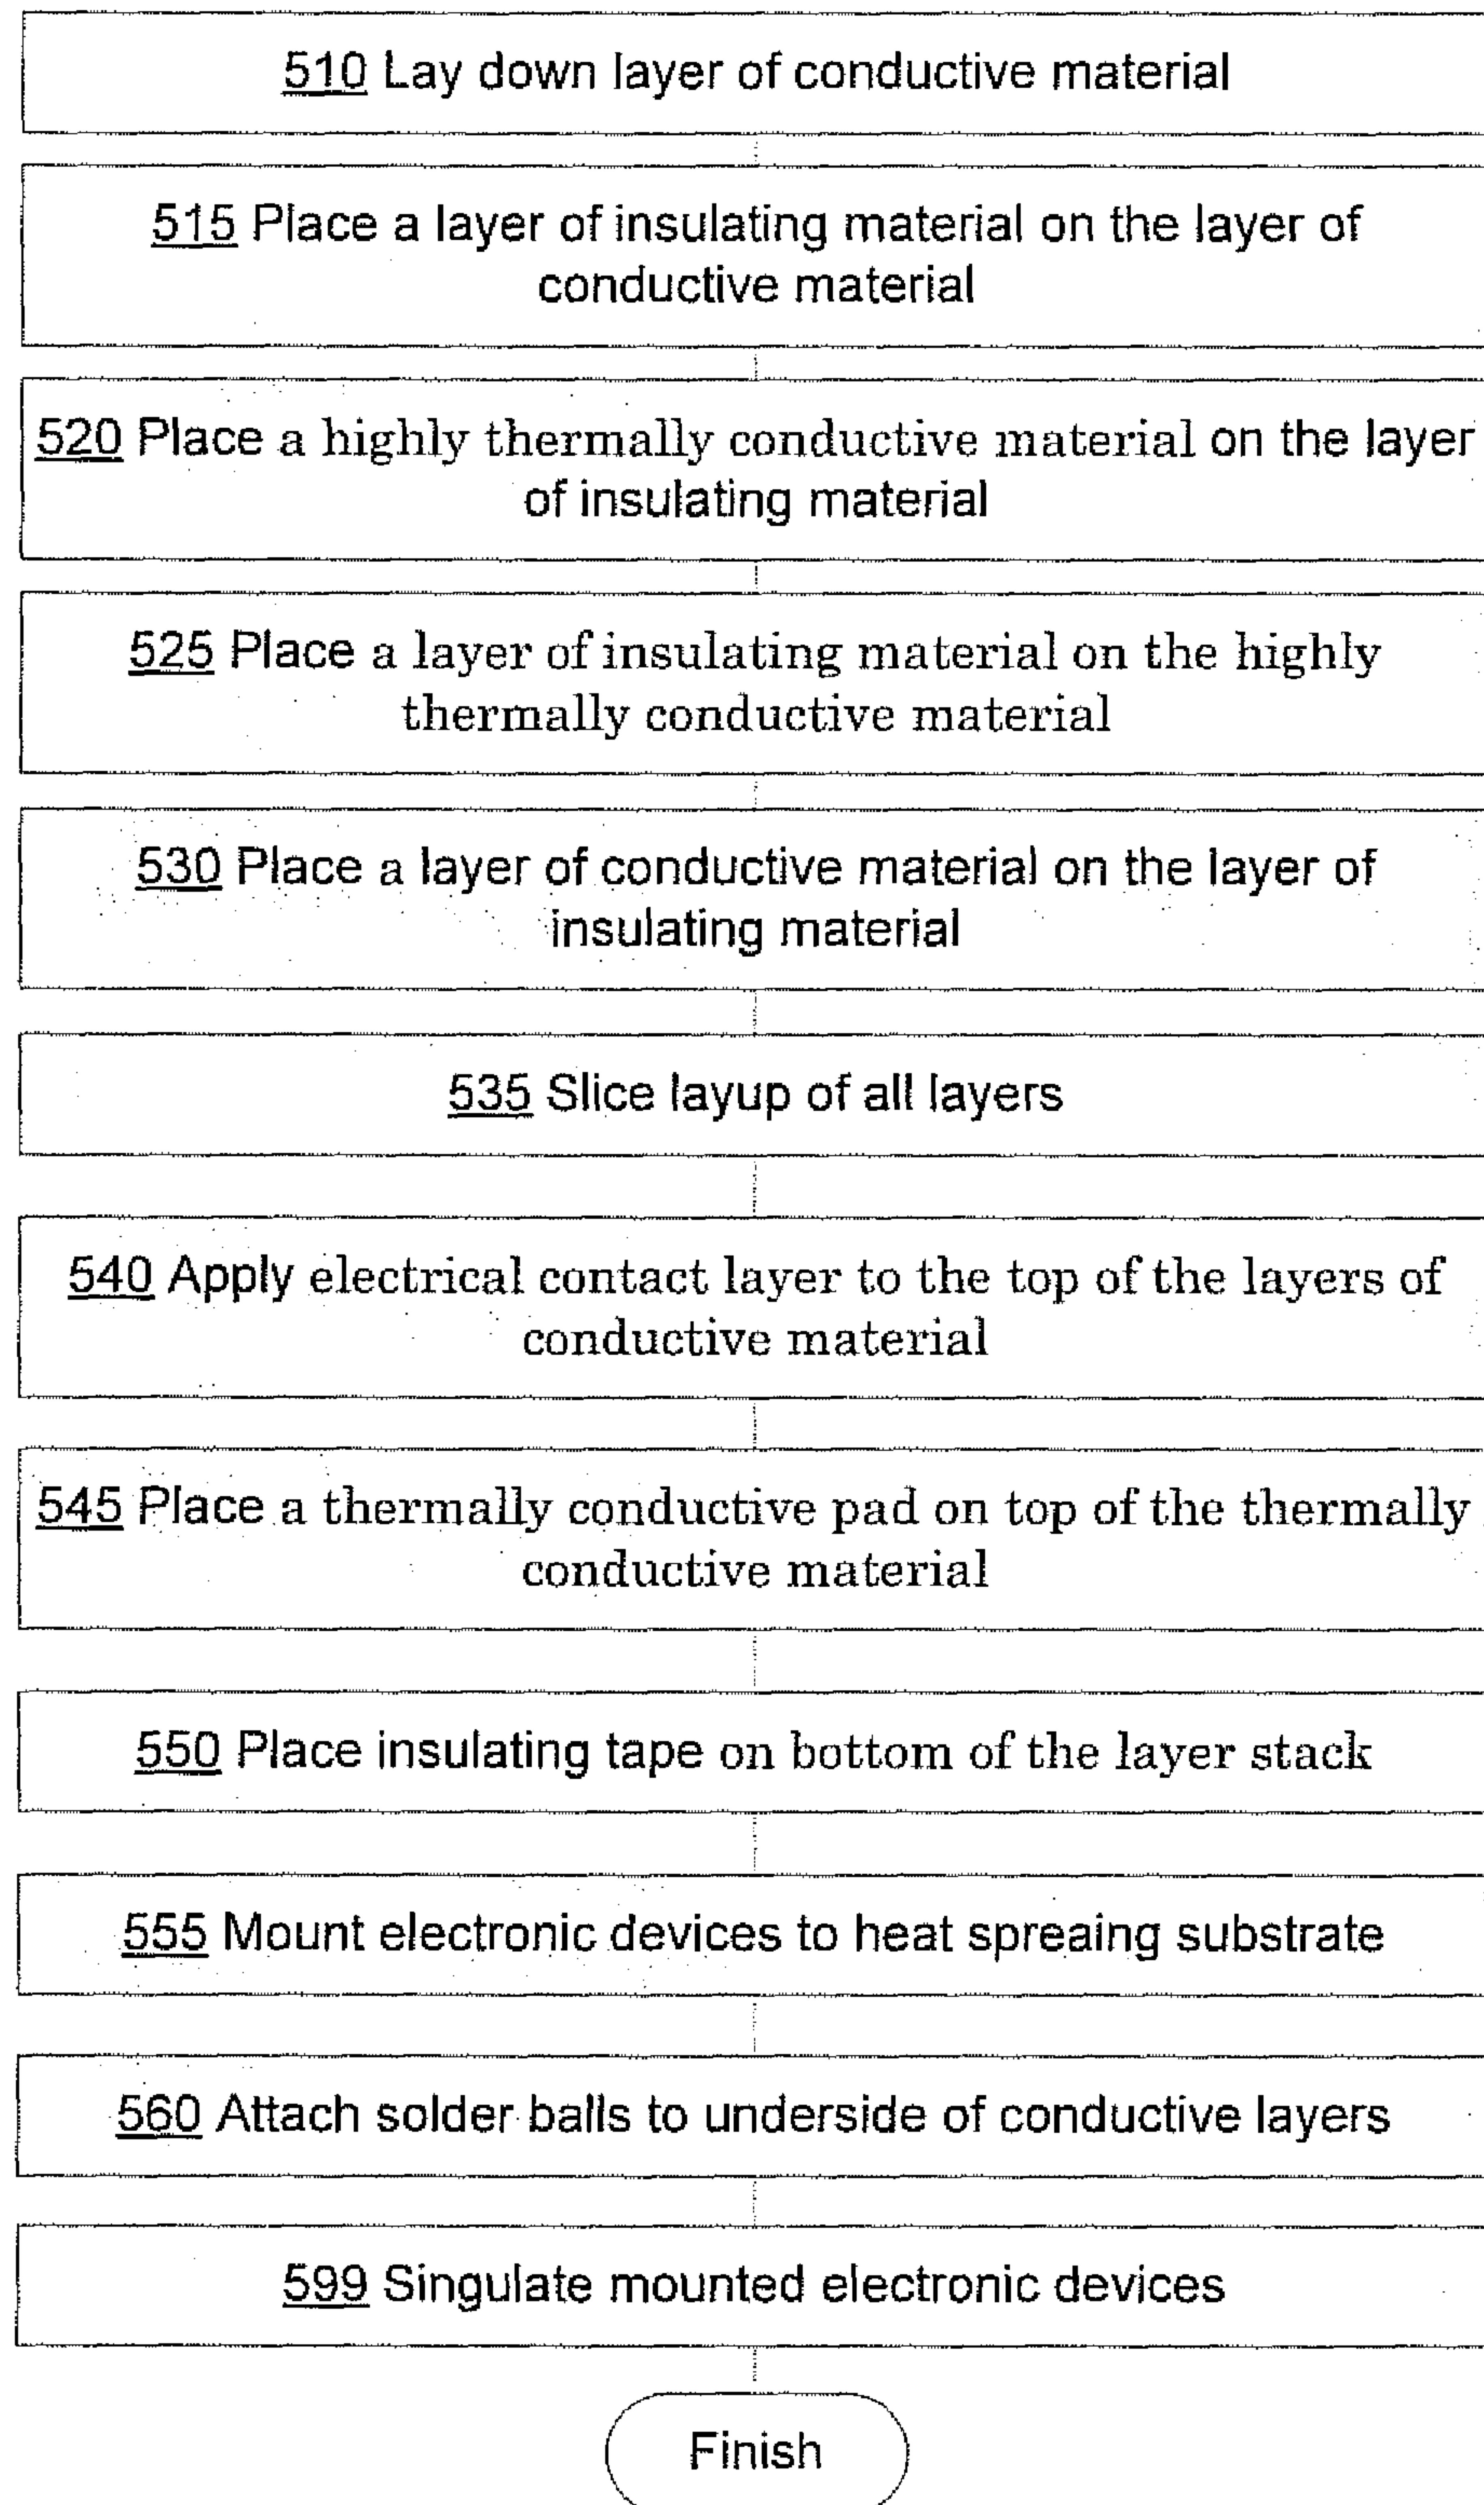 510 Lay down layer of conductive material
515 Place a layer of insulating material on the layer of
conductive material
520 Place a highly thermally conductive material on the layer
of insulating material
525 Place a layer of insulating material on the highly
thermally conductive material
530 Place a layer of conductive material on the layer of
insulating material
535 Slice layup of all layers
540 Apply electrical contact layer to the top of the layers of
conductive material
545 Place a thermally conductive pad on top of the thermally
conductive material
550 Place insulating tape on bottom of the layer stack
555 Mount electronic devices to heat spreaing substrate
560 Attach solder balls to underside of conductive layers
599 Singulate mounted electronic devices
Finish